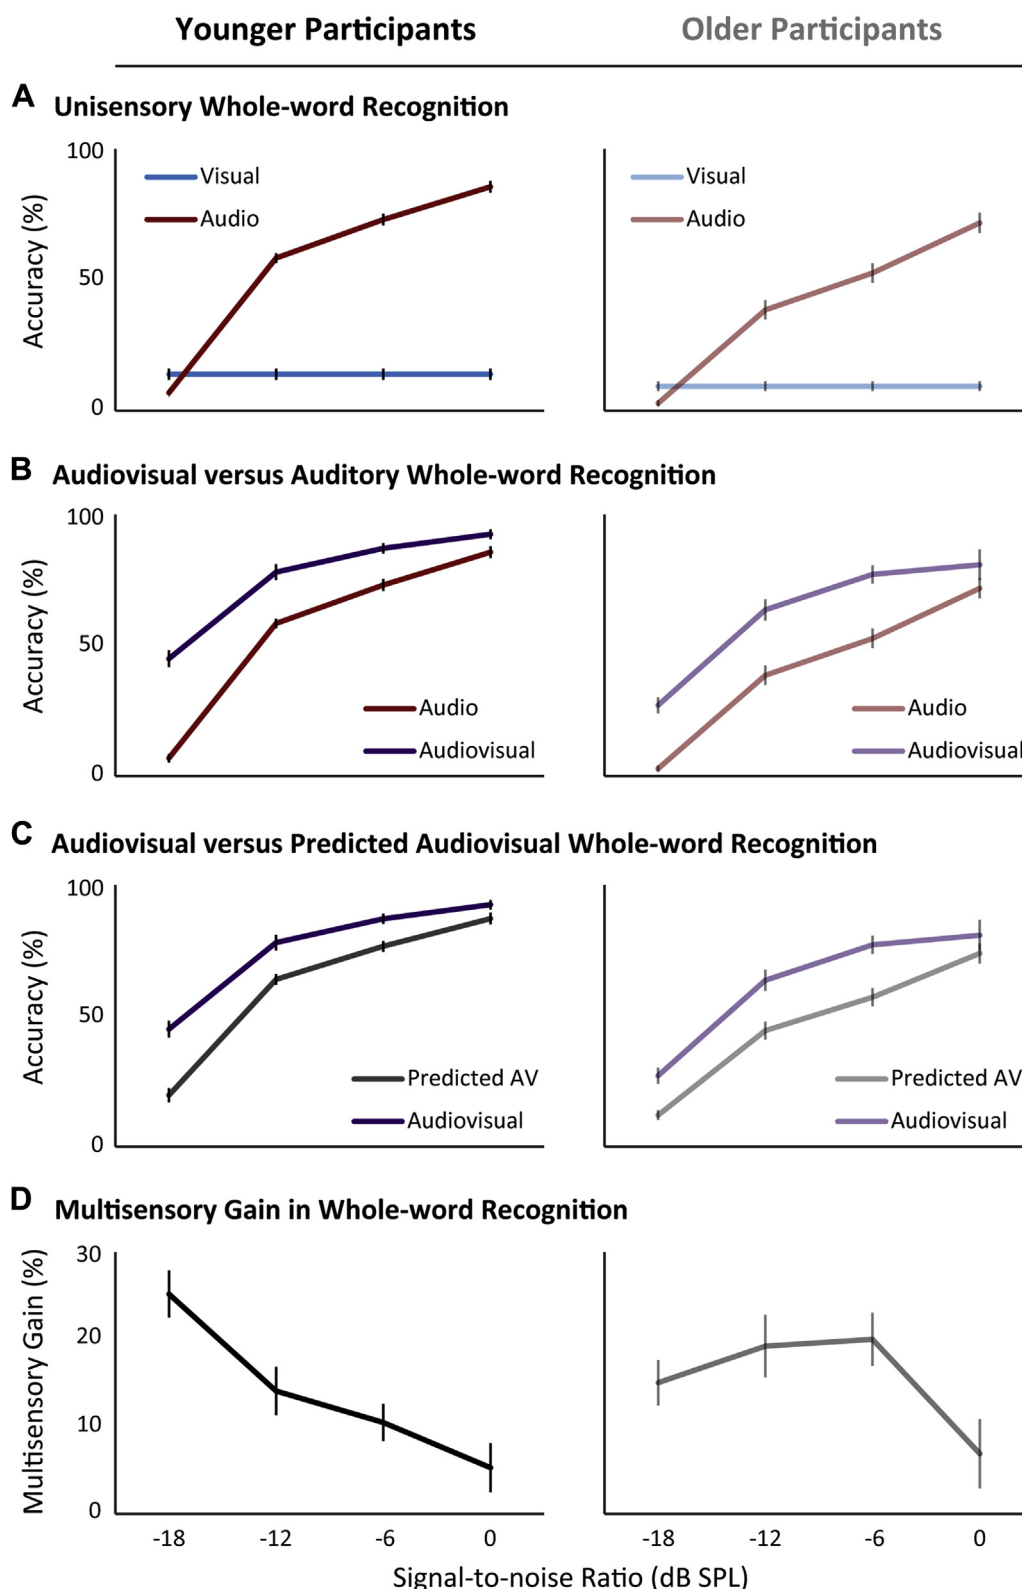 Younger Participants
Older Participants
A Unisensory Whole-word Recognition
Accuracy (%)
100
50
0
Visual
Audio
Visual
Audio
B Audiovisual versus Auditory Whole-word Recognition
Accuracy (%)
100
50
0
Audio
Audiovisual
Audio
Audiovisual
C Audiovisual versus Predicted Audiovisual Whole-word Recognition
Accuracy (%)
100
50
0
Predicted AV
Audiovisual
Predicted AV
Audiovisual
D Multisensory Gain in Whole-word Recognition
Multisensory Gain (%)
30
20
10
0
-18 -12 -6 0
-18 -12 -6 0
Signal-to-noise Ratio (dB SPL)